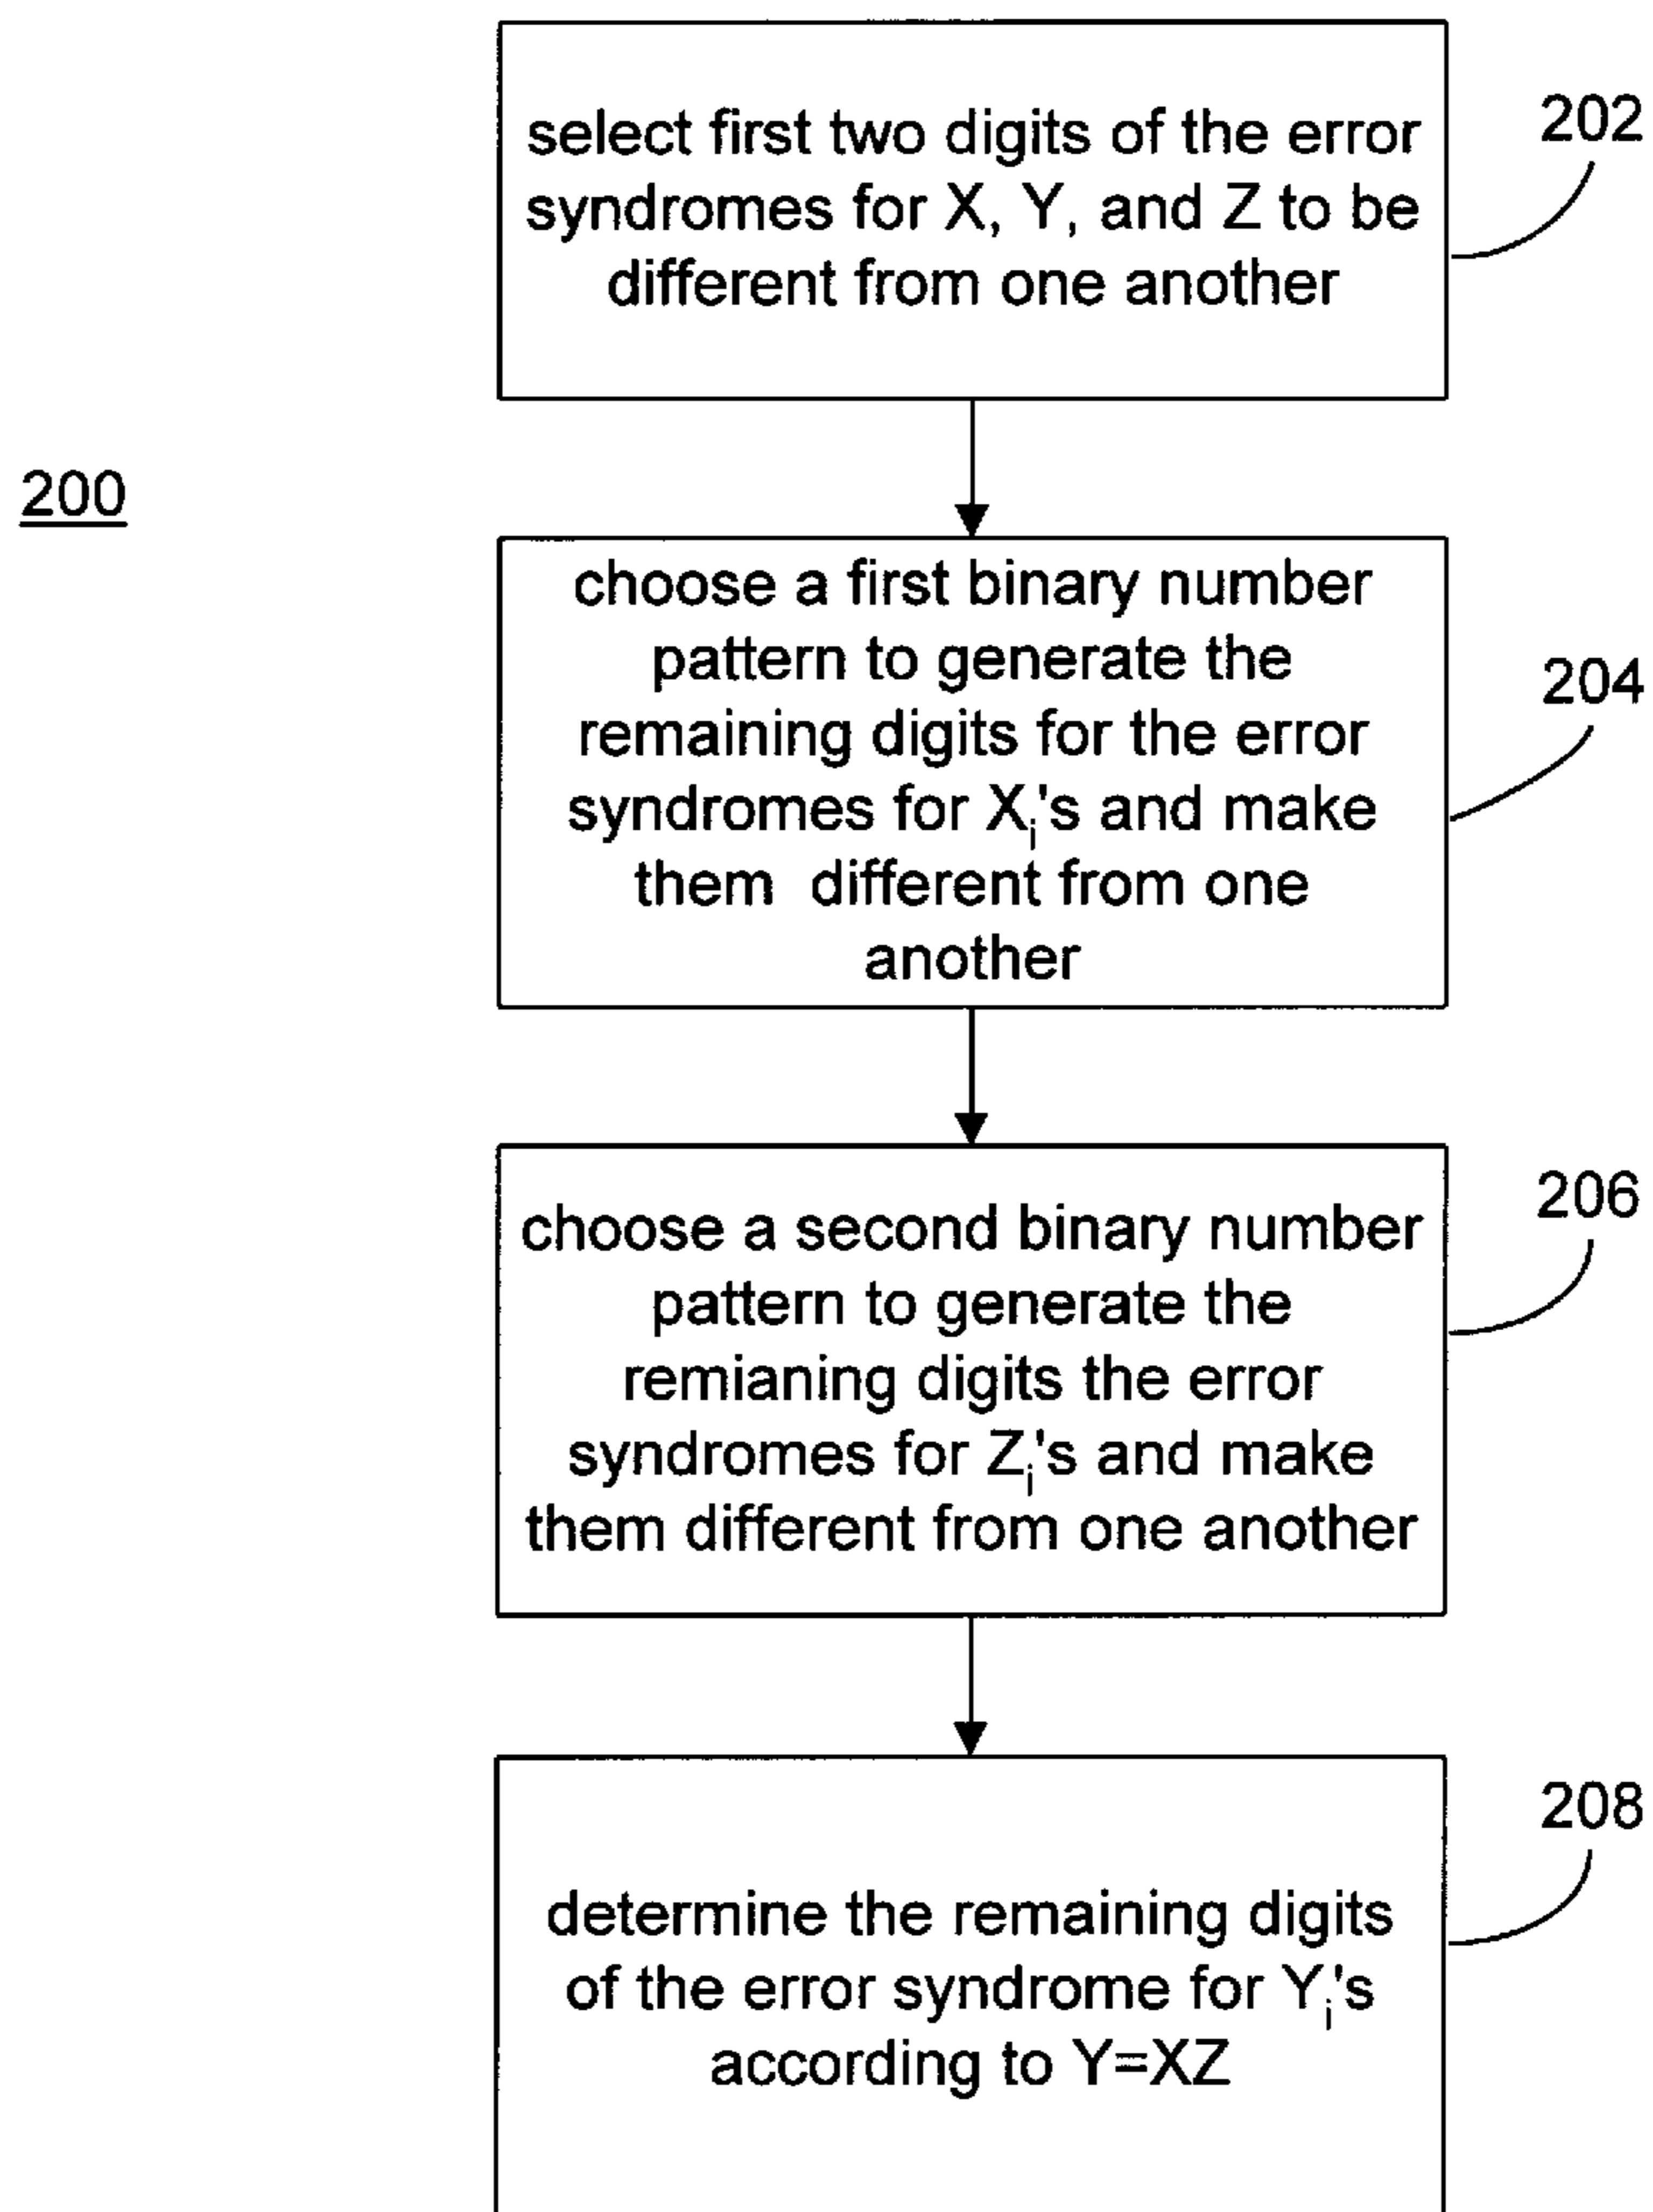 select first two digits of the error
syndromes for X, Y, and Z to be
different from one another
202
200
choose a first binary number
pattern to generate the
remaining digits for the error
syndromes for Xi's and make
them different from one
another
204
choose a second binary number
pattern to generate the
remianing digits the error
syndromes for Zi's and make
them different from one another
206
determine the remaining digits
of the error syndrome for Yi's
according to Y=XZ
208